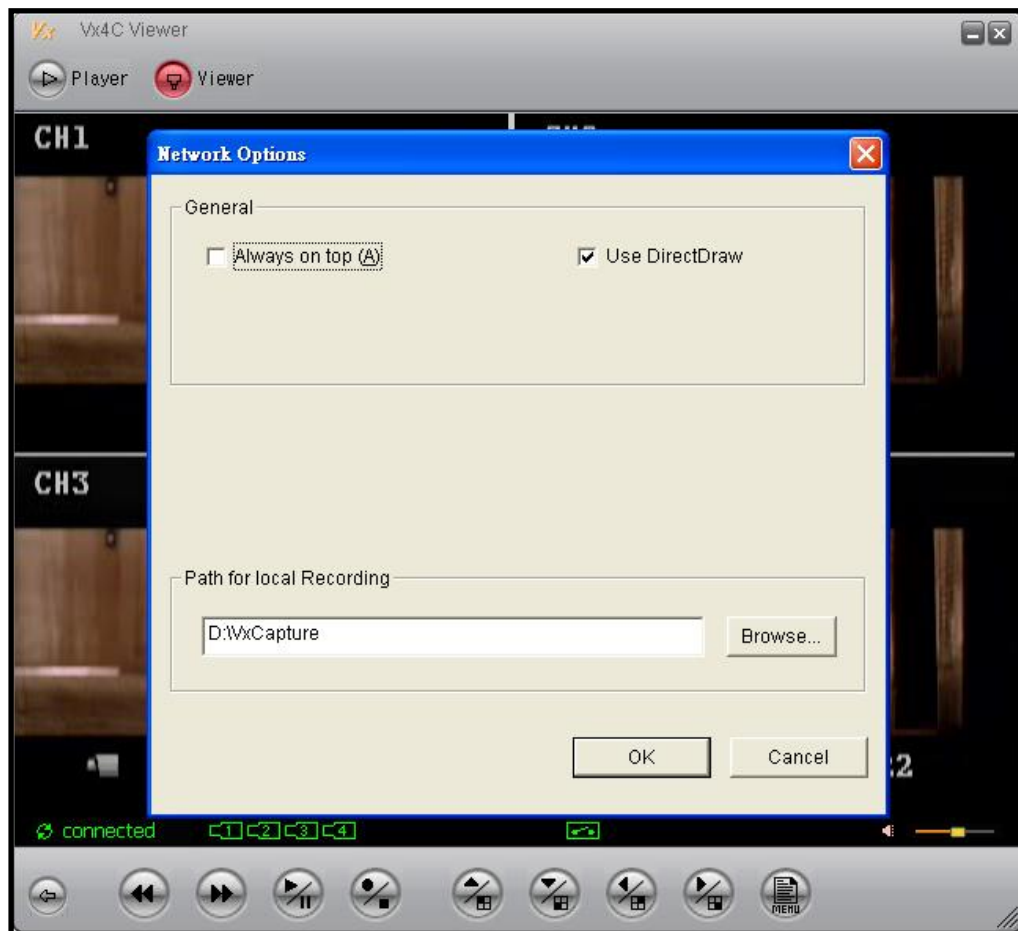 Vx4C Viewer
Player Viewer
CH1
Network Options
General
Always on top (A) Use DirectDraw
CH3
Path for local Recording
D:\VxCapture Browse...
OK Cancel
:2
connected 1 2 3 4
MENU